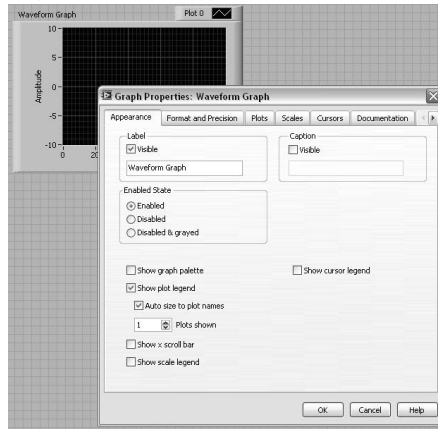 Waveform Graph Plot 0
10
5
0
-5
-10
Amplitude
0
20
Graph Properties: Waveform Graph
Appearance Format and Precision Plots Scales Cursors Documentation
Label
Visible
Waveform Graph
Caption
Visible
Enabled State
Enabled
Disabled
Disabled & grayed
Show graph palette
Show cursor legend
Show plot legend
Auto size to plot names
1 Plots shown
Show x scroll bar
Show scale legend
OK Cancel Help